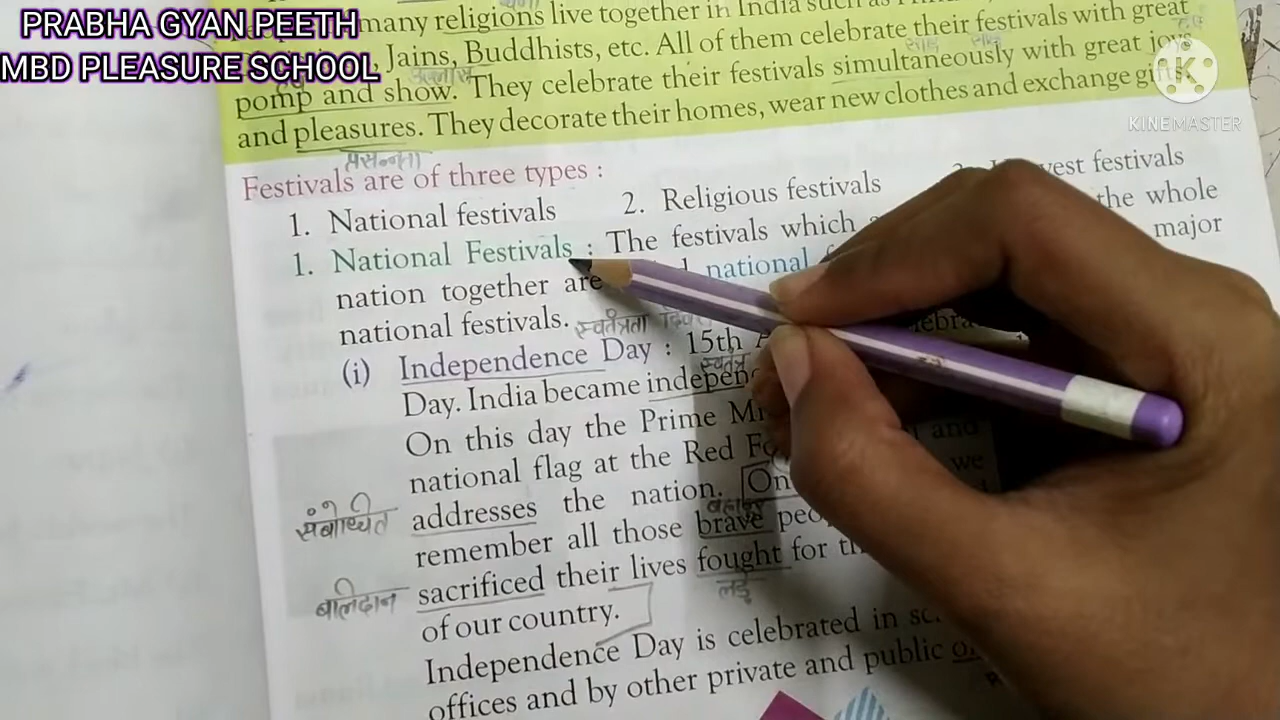 PRABHA GYAN PEETH
MBD PLEASURE SCHOOL
many religions live together in India such as
Jains, Buddhists, etc. All of them celebrate their festivals with great
pomp and show. They celebrate their festivals simultaneously with great joys
and pleasures. They decorate their homes, wear new clothes and exchange gifts
प्रसन्नता
KINEMASTER
Festivals are of three types :
1. National festivals 2. Religious festivals festivals
1. National Festivals : The festivals which the whole
nation together are national major
national festivals. स्वतंत्रता
(i) Independence Day : 15th
स्वतंत्र
Day. India became
On this day the Prime
national flag at the Red
and
संबोधित addresses the nation. On we
बहादुर
remember all those brave
बलिदान sacrificed their lives fought for
लड़े
of our country.
Independence Day is celebrated in
offices and by other private and public